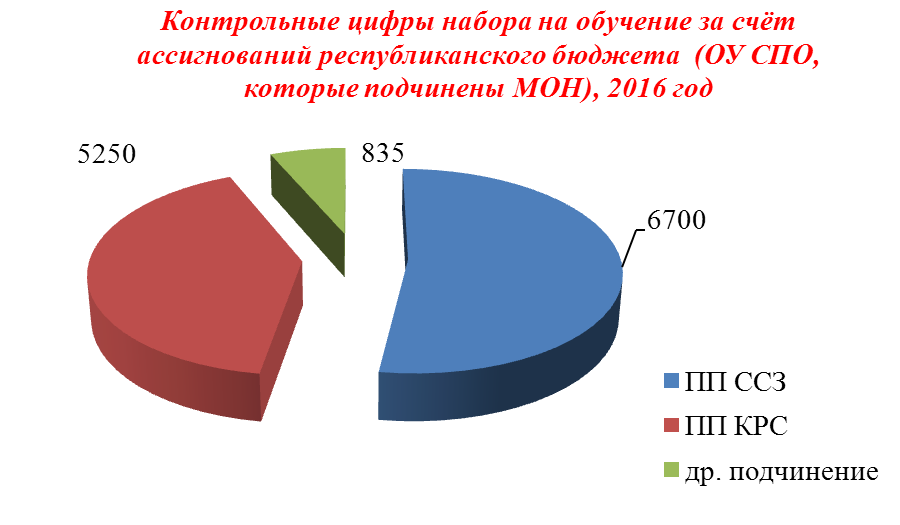 Контрольные цифры набора на обучение за счёт
ассигнований республиканского бюджета (ОУ СПО,
которые подчинены МОН), 2016 год
5250
835
6700
ПП ССЗ
ПП КРС
др. подчинение